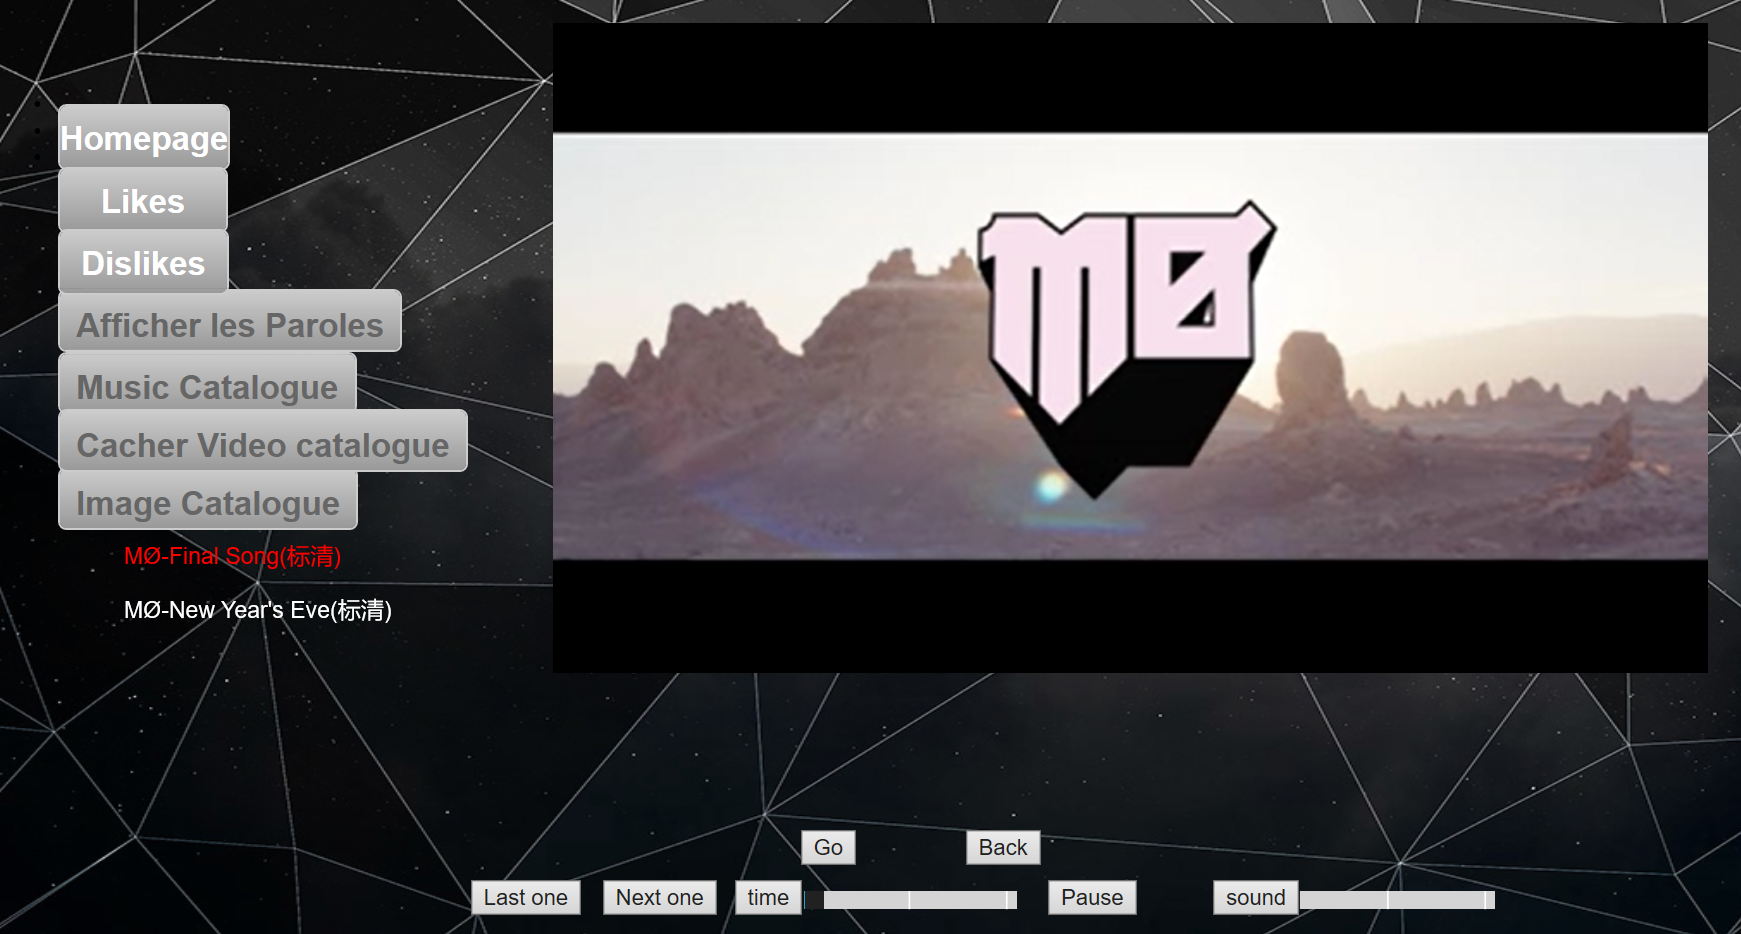 Homepage
Likes
Dislikes
Afficher les Paroles
Music Catalogue
Cacher Video catalogue
Image Catalogue
MØ-Final Song(标清)
MØ-New Year's Eve(标清)
MØ
Go
Back
Last one
Next one
time
Pause
sound